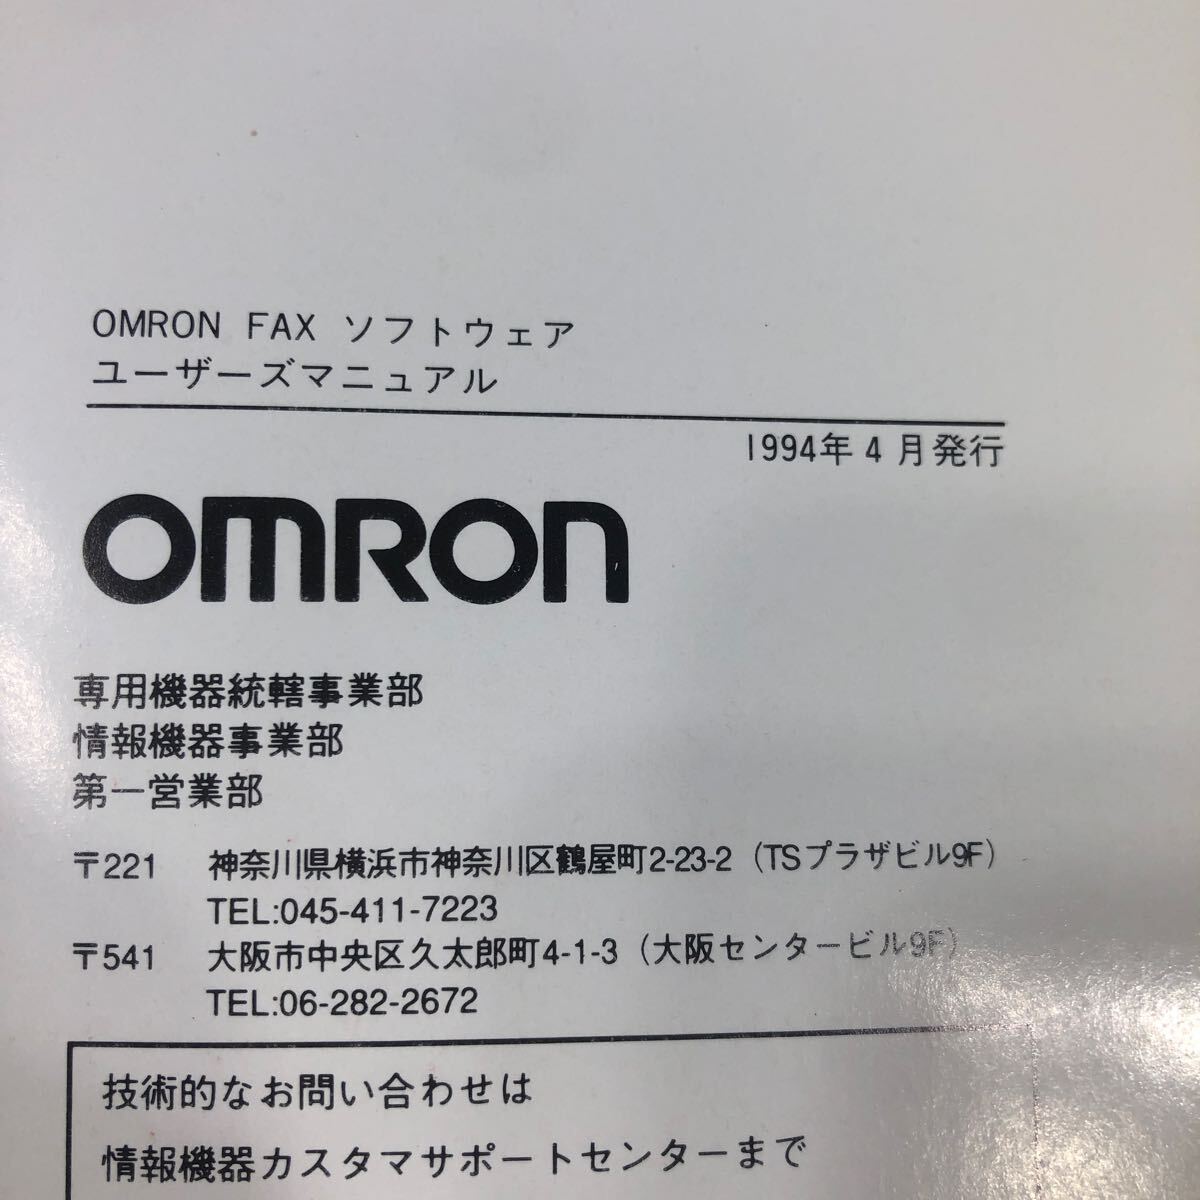 OMRON FAX ソフトウェア
ユーザーズマニュアル
1994年4月発行
OMRON
専用機器統轄事業部
情報機器事業部
第一営業部
〒221 神奈川県横浜市神奈川区鶴屋町2-23-2 (TSプラザビル9F)
TEL:045-411-7223
〒541 大阪市中央区久太郎町4-1-3 (大阪センタービル9F)
TEL:06-282-2672
技術的なお問い合わせは
情報機器カスタマサポートセンターまで